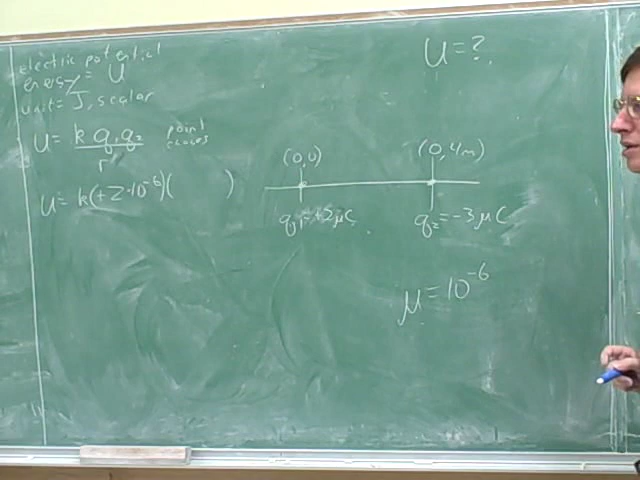 electric potential
energy = U
unit = J, scalar
U = k q₁ q₂ / r point charges
U = k(+2·10⁻⁶)( )
U = ?
(0,0) (0,4m)
q₁=+2μC q₂=-3μC
μ = 10⁻⁶